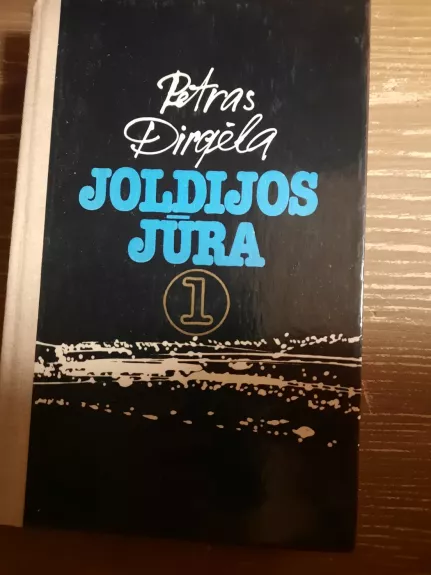 Petras
Dirgėla
JOLDIJOS
JŪRA
1